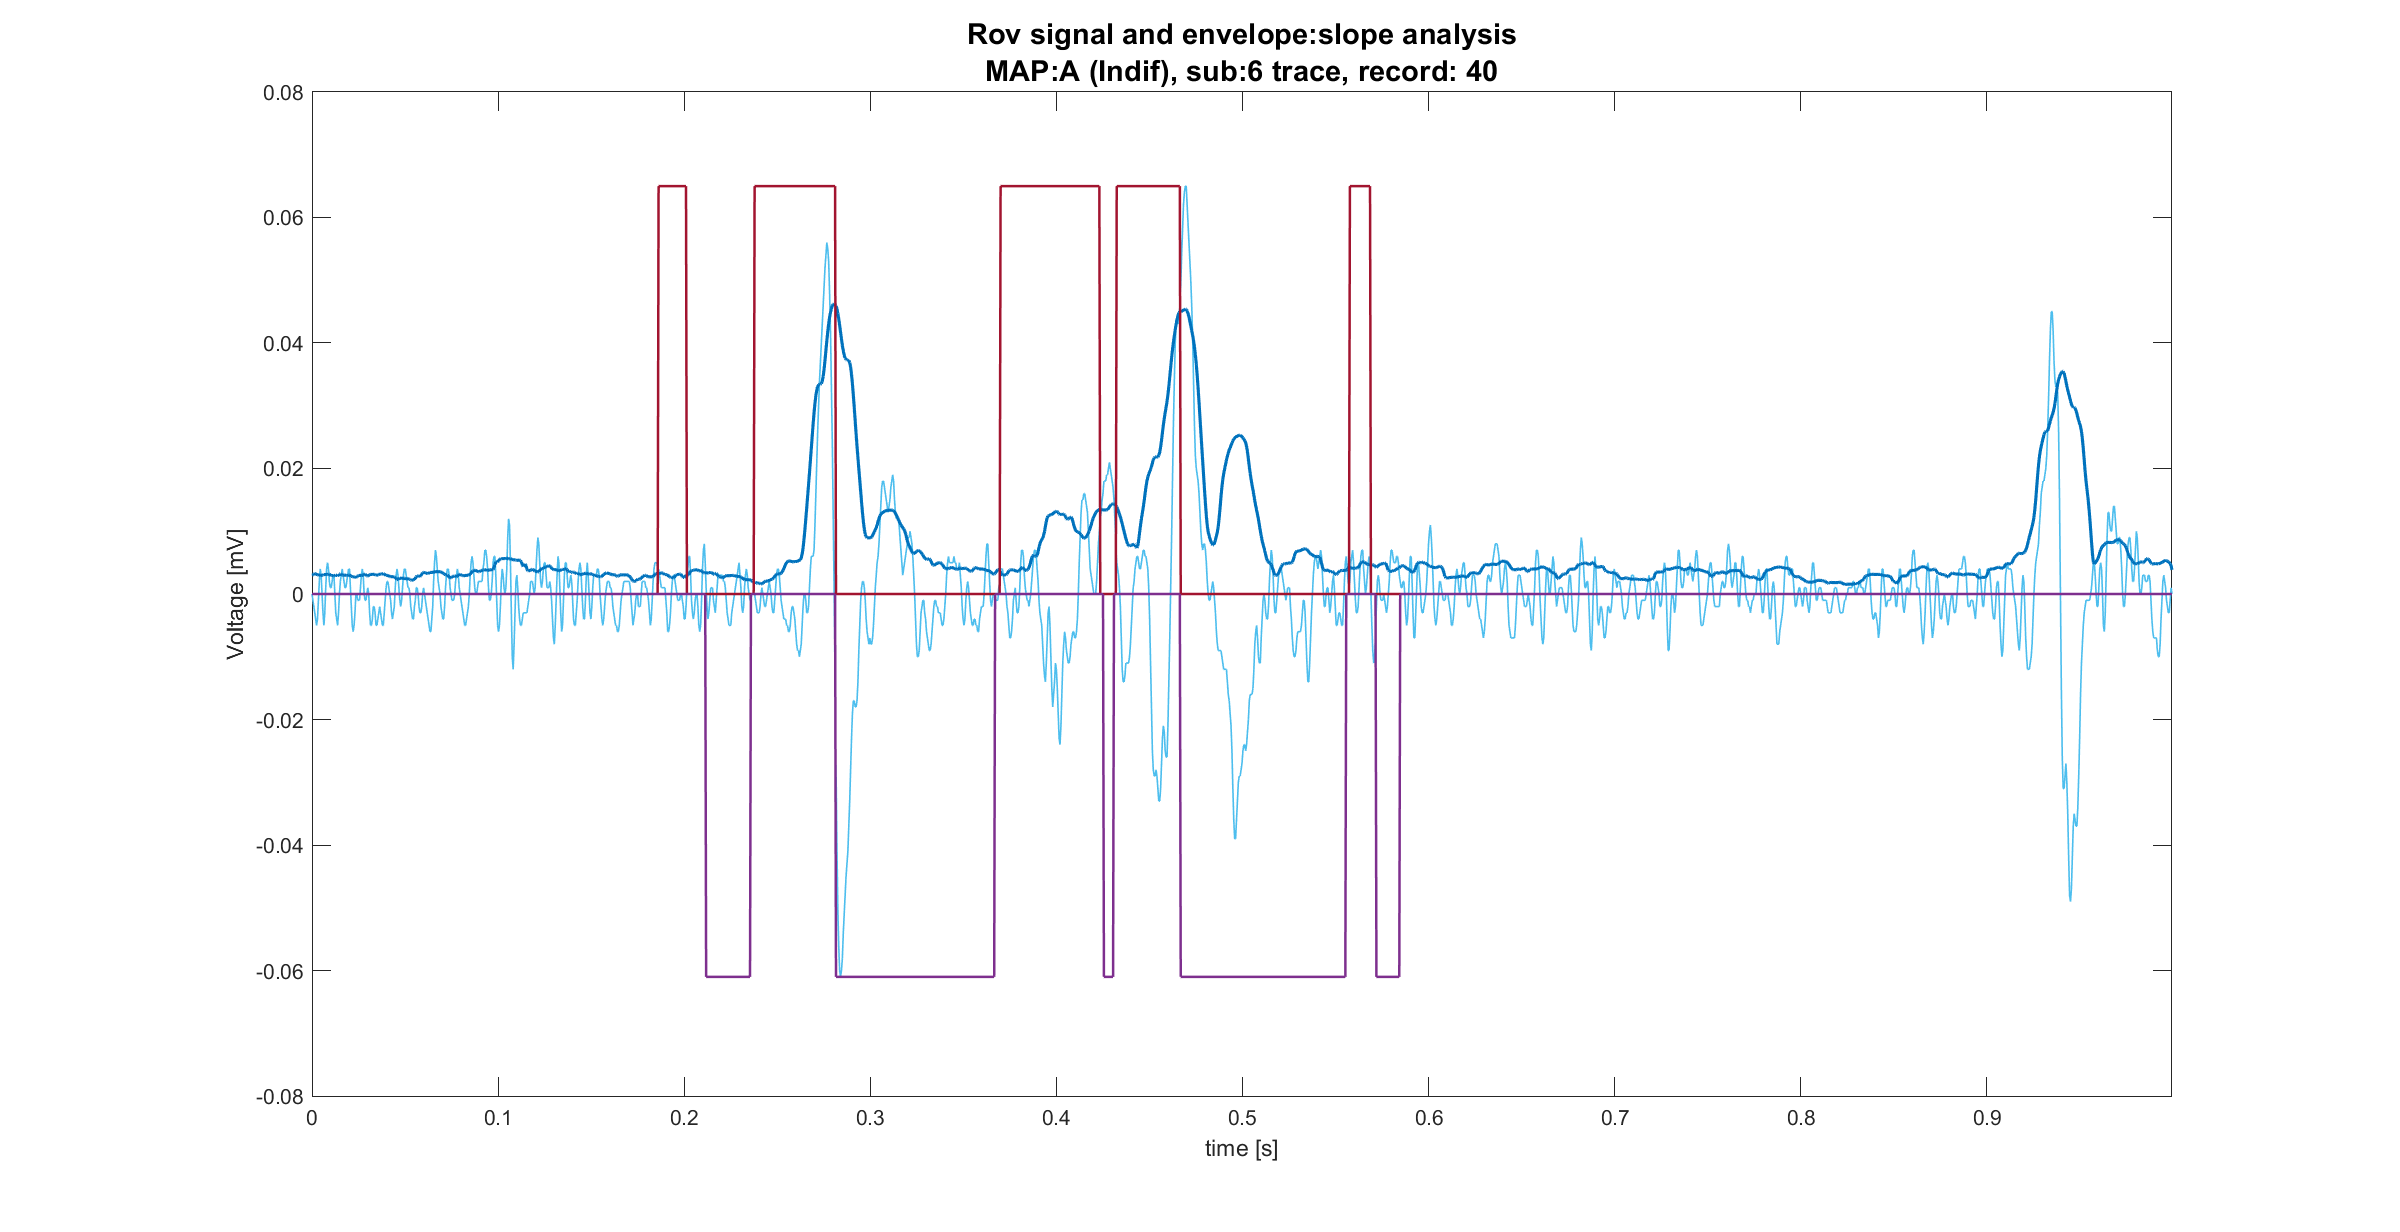 Rov signal and envelope:slope analysis
MAP:A (Indif), sub:6 trace, record: 40
0.08
0.06
0.04
0.02
0
-0.02
-0.04
-0.06
-0.08
Voltage [mV]
0 0.1 0.2 0.3 0.4 0.5 0.6 0.7 0.8 0.9
time [s]